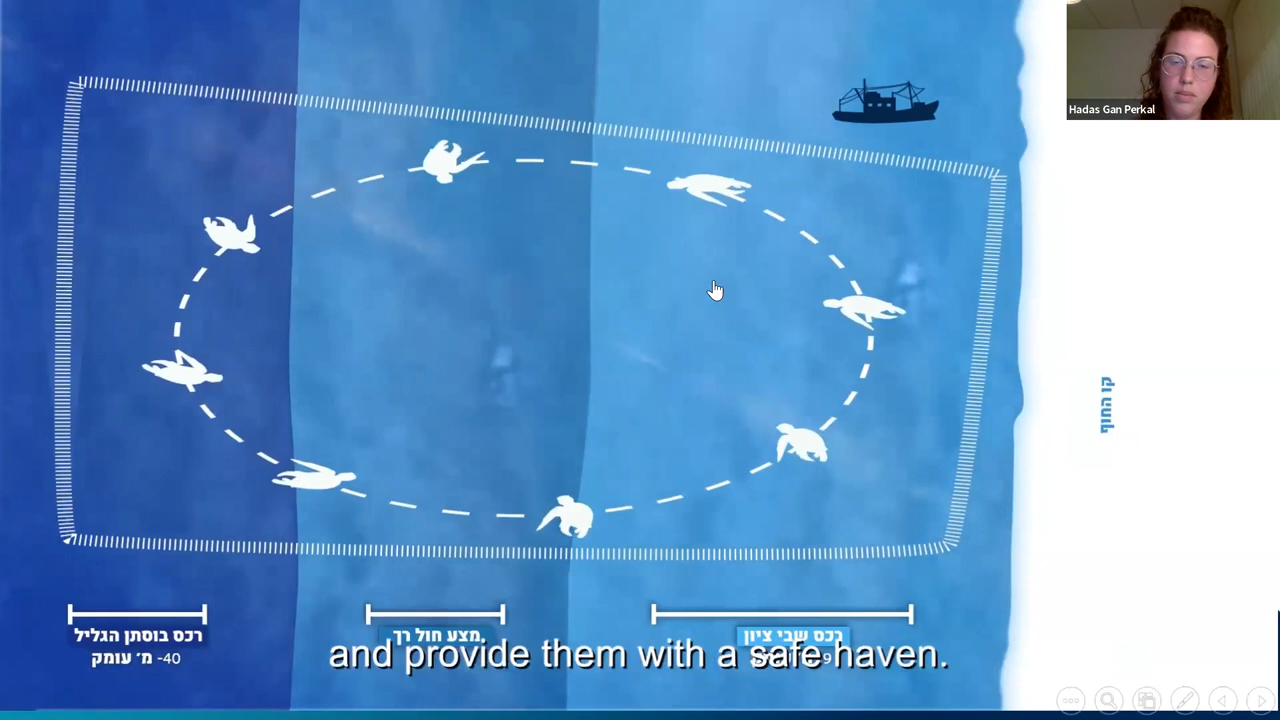 Hadas Gan Perkal
קו החוף
רכס בוסתן הגליל
-40 מ׳ עומק
מצע חול רך
רכס שבי ציון
and provide them with a safe haven.